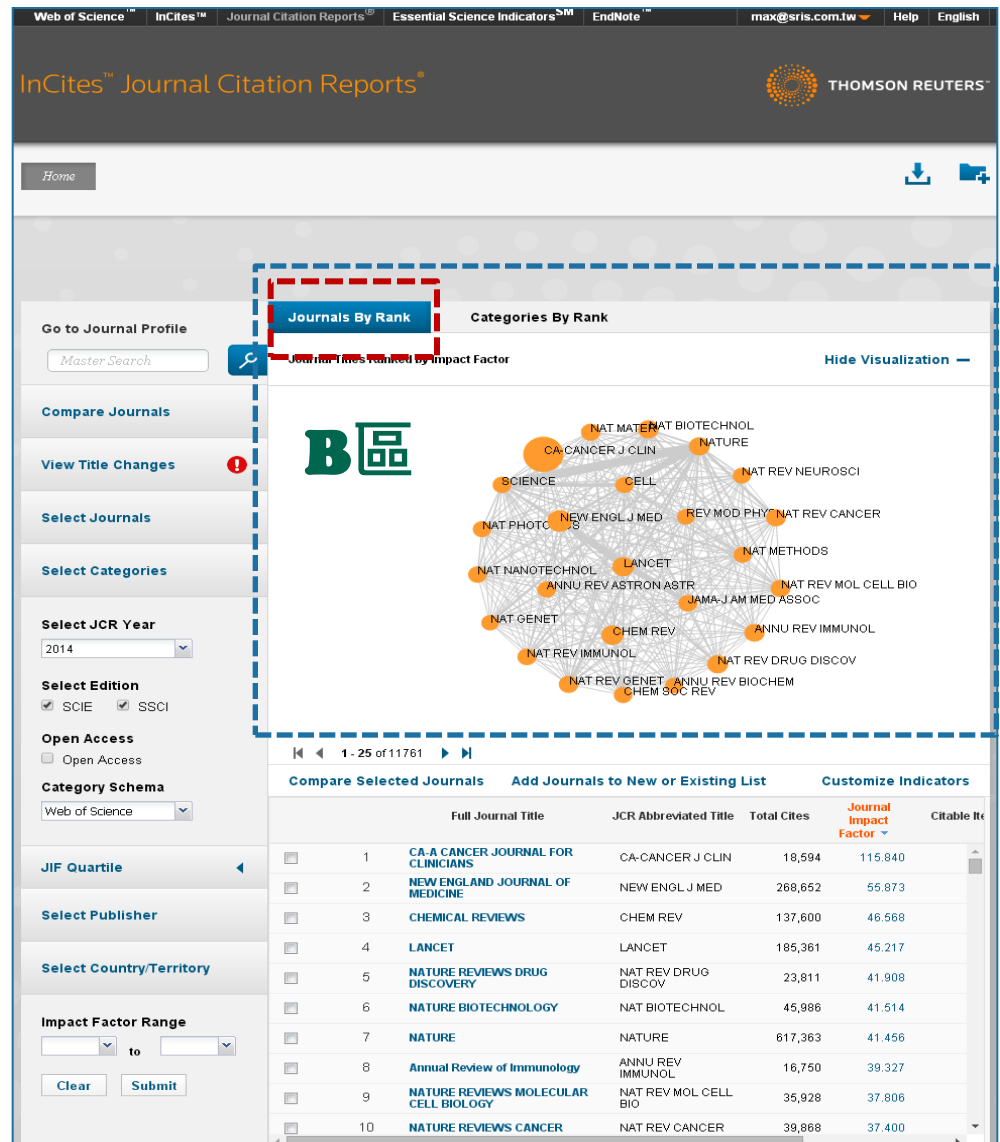 Web of Science™ InCites™ Journal Citation Reports® Essential Science Indicators℠ EndNote™ max@sris.com.tw Help English
InCites™ Journal Citation Reports®
THOMSON REUTERS™
Home
Journals By Rank Categories By Rank
Go to Journal Profile
Master Search
Journal Titles Ranked by Impact Factor
Hide Visualization
Compare Journals
View Title Changes
Select Journals
Select Categories
Select JCR Year
2014
Select Edition
SCIE SSCI
Open Access
Open Access
Category Schema
Web of Science
JIF Quartile
Select Publisher
Select Country/Territory
Impact Factor Range
to
Clear Submit
B區
NAT MATER NAT BIOTECHNOL
NATURE
CA-CANCER J CLIN
NAT REV NEUROSCI
SCIENCE CELL
NEW ENGL J MED REV MOD PHYS NAT REV CANCER
NAT PHOTONICS
NAT METHODS
LANCET
NAT NANOTECHNOL
ANNU REV ASTRON ASTR NAT REV MOL CELL BIO
JAMA-J AM MED ASSOC
NAT GENET
CHEM REV ANNU REV IMMUNOL
NAT REV IMMUNOL
NAT REV DRUG DISCOV
NAT REV GENET ANNU REV BIOCHEM
CHEM SOC REV
1 - 25 of 11761
Compare Selected Journals Add Journals to New or Existing List Customize Indicators
Full Journal Title JCR Abbreviated Title Total Cites Journal Impact Factor Citable Ite
1 CA-A CANCER JOURNAL FOR CLINICIANS CA-CANCER J CLIN 18,594 115.840
2 NEW ENGLAND JOURNAL OF MEDICINE NEW ENGL J MED 268,652 55.873
3 CHEMICAL REVIEWS CHEM REV 137,600 46.568
4 LANCET LANCET 185,361 45.217
5 NATURE REVIEWS DRUG DISCOVERY NAT REV DRUG DISCOV 23,811 41.908
6 NATURE BIOTECHNOLOGY NAT BIOTECHNOL 45,986 41.514
7 NATURE NATURE 617,363 41.456
8 Annual Review of Immunology ANNU REV IMMUNOL 16,750 39.327
9 NATURE REVIEWS MOLECULAR CELL BIOLOGY NAT REV MOL CELL BIO 35,928 37.806
10 NATURE REVIEWS CANCER NAT REV CANCER 39,868 37.400